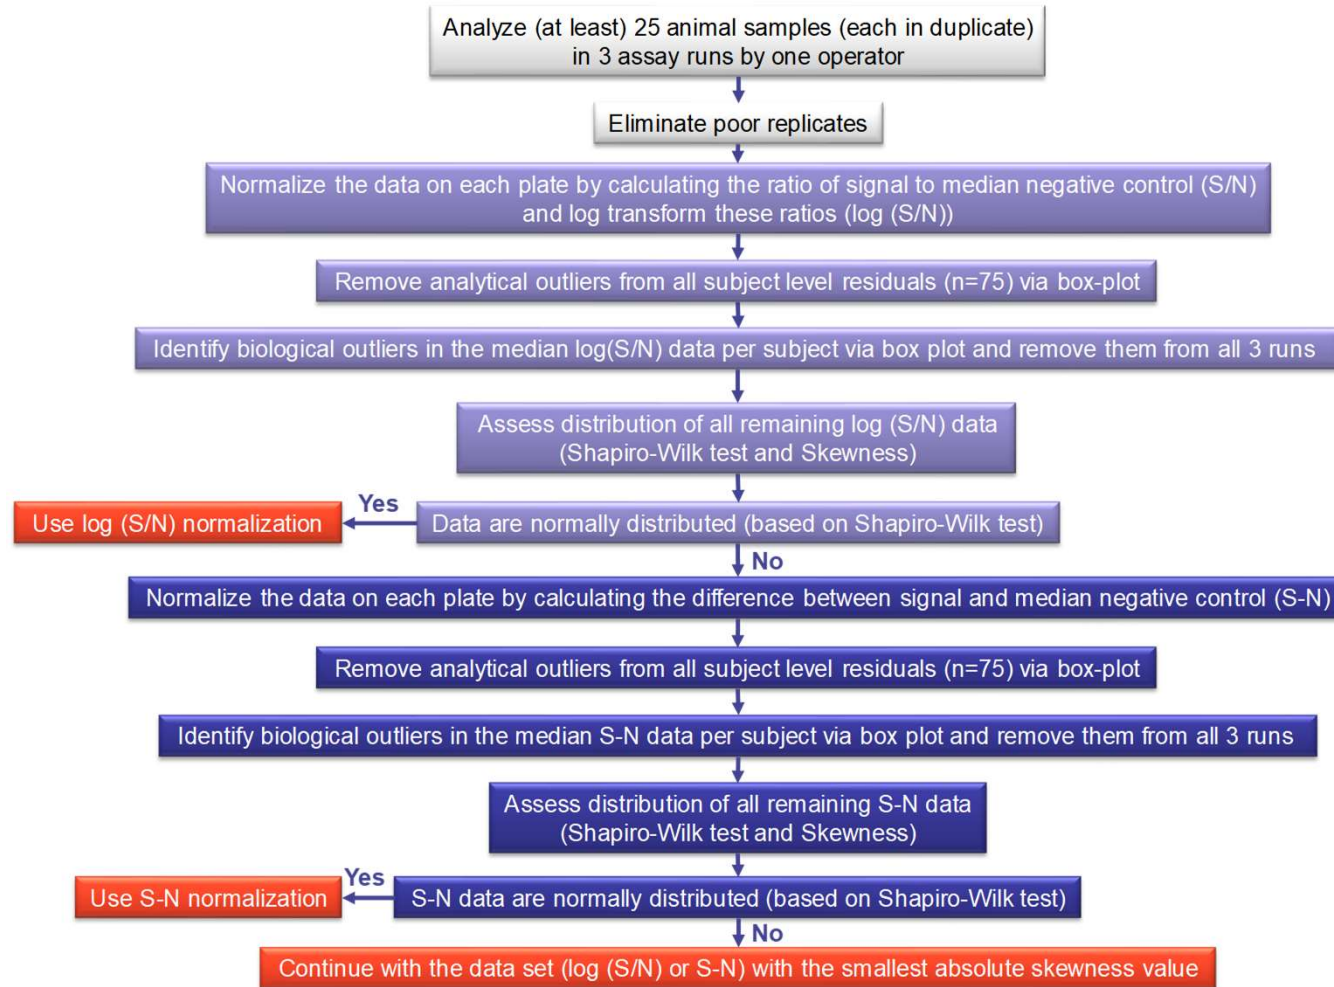 Analyze (at least) 25 animal samples (each in duplicate)
in 3 assay runs by one operator
Eliminate poor replicates
Normalize the data on each plate by calculating the ratio of signal to median negative control (S/N)
and log transform these ratios (log (S/N))
Remove analytical outliers from all subject level residuals (n=75) via box-plot
Identify biological outliers in the median log(S/N) data per subject via box plot and remove them from all 3 runs
Assess distribution of all remaining log (S/N) data
(Shapiro-Wilk test and Skewness)
Use log (S/N) normalization
Yes
Data are normally distributed (based on Shapiro-Wilk test)
No
Normalize the data on each plate by calculating the difference between signal and median negative control (S-N)
Remove analytical outliers from all subject level residuals (n=75) via box-plot
Identify biological outliers in the median S-N data per subject via box plot and remove them from all 3 runs
Assess distribution of all remaining S-N data
(Shapiro-Wilk test and Skewness)
Use S-N normalization
Yes
S-N data are normally distributed (based on Shapiro-Wilk test)
No
Continue with the data set (log (S/N) or S-N) with the smallest absolute skewness value